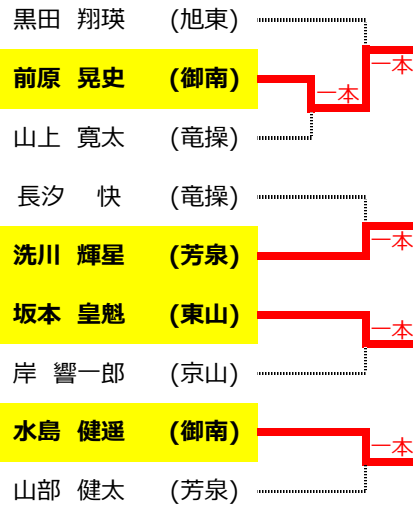 黒田 翔瑛 (旭東)
一本
前原 晃史 (御南)
一本
山上 寛太 (竜操)
長汐 快 (竜操)
一本
洗川 輝星 (芳泉)
坂本 皇魁 (東山)
一本
岸 響一郎 (京山)
水島 健遥 (御南)
一本
山部 健太 (芳泉)